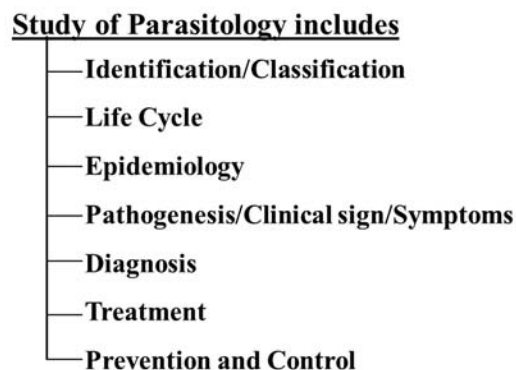 Study of Parasitology includes
Identification/Classification
Life Cycle
Epidemiology
Pathogenesis/Clinical sign/Symptoms
Diagnosis
Treatment
Prevention and Control